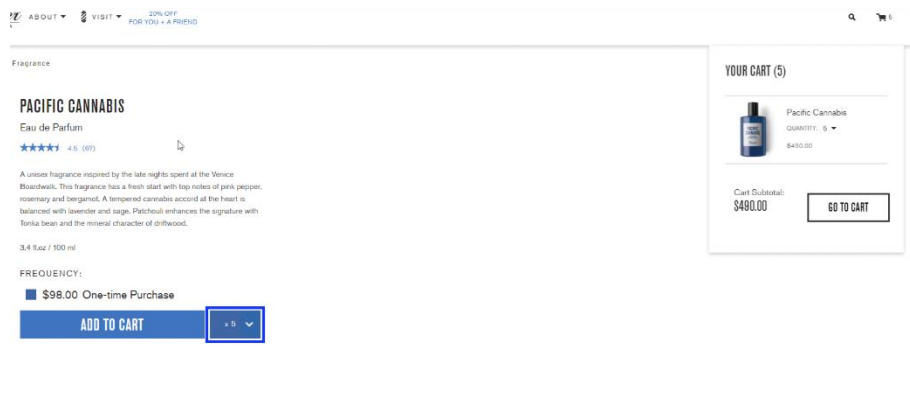 ABOUT
VISIT
20% OFF
FOR YOU + A FRIEND
5
Fragrance
PACIFIC CANNABIS
Eau de Parfum
4.6 (67)
A unisex fragrance inspired by the late nights spent at the Venice
Boardwalk. This fragrance has a fresh start with top notes of pink pepper,
rosemary and bergamot. A tempered cannabis accord at the heart is
balanced with lavender and sage. Patchouli enhances the signature with
Tonka bean and the mineral character of driftwood.
3.4 fl.oz / 100 ml
FREQUENCY:
$98.00 One-time Purchase
ADD TO CART
x 5
YOUR CART (5)
Pacific Cannabis
QUANTITY: 5
$490.00
Cart Subtotal:
$490.00
GO TO CART